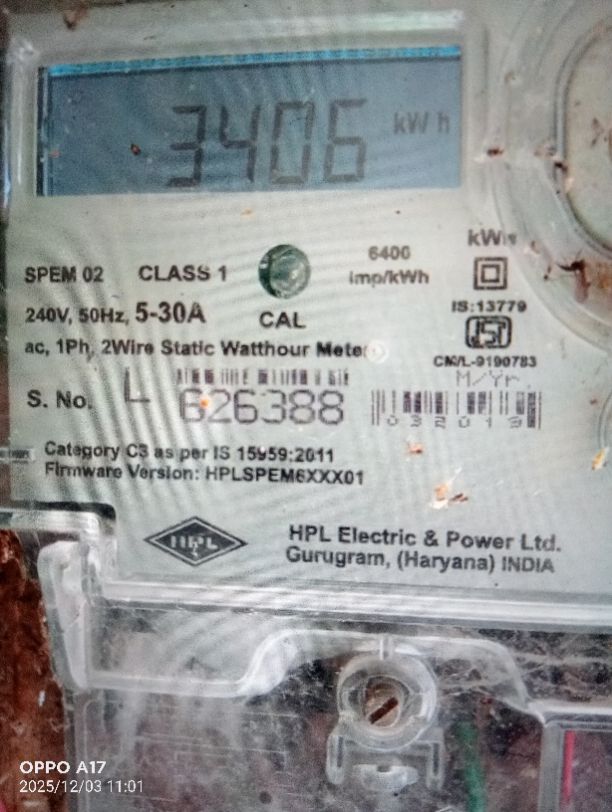 3406 kWh
kWh
SPEM 02 CLASS 1 6400 imp/kWh
240V, 50Hz, 5-30A CAL IS:13779
ac, 1Ph, 2Wire Static Watthour Meter CM/L-9190783
M/Yr.
S. No. L 626388 032019
Category C3 as per IS 15959:2011
Firmware Version: HPLSPEM6XXX01
HPL
HPL Electric & Power Ltd.
Gurugram, (Haryana) INDIA
OPPO A17
2025/12/03 11:01